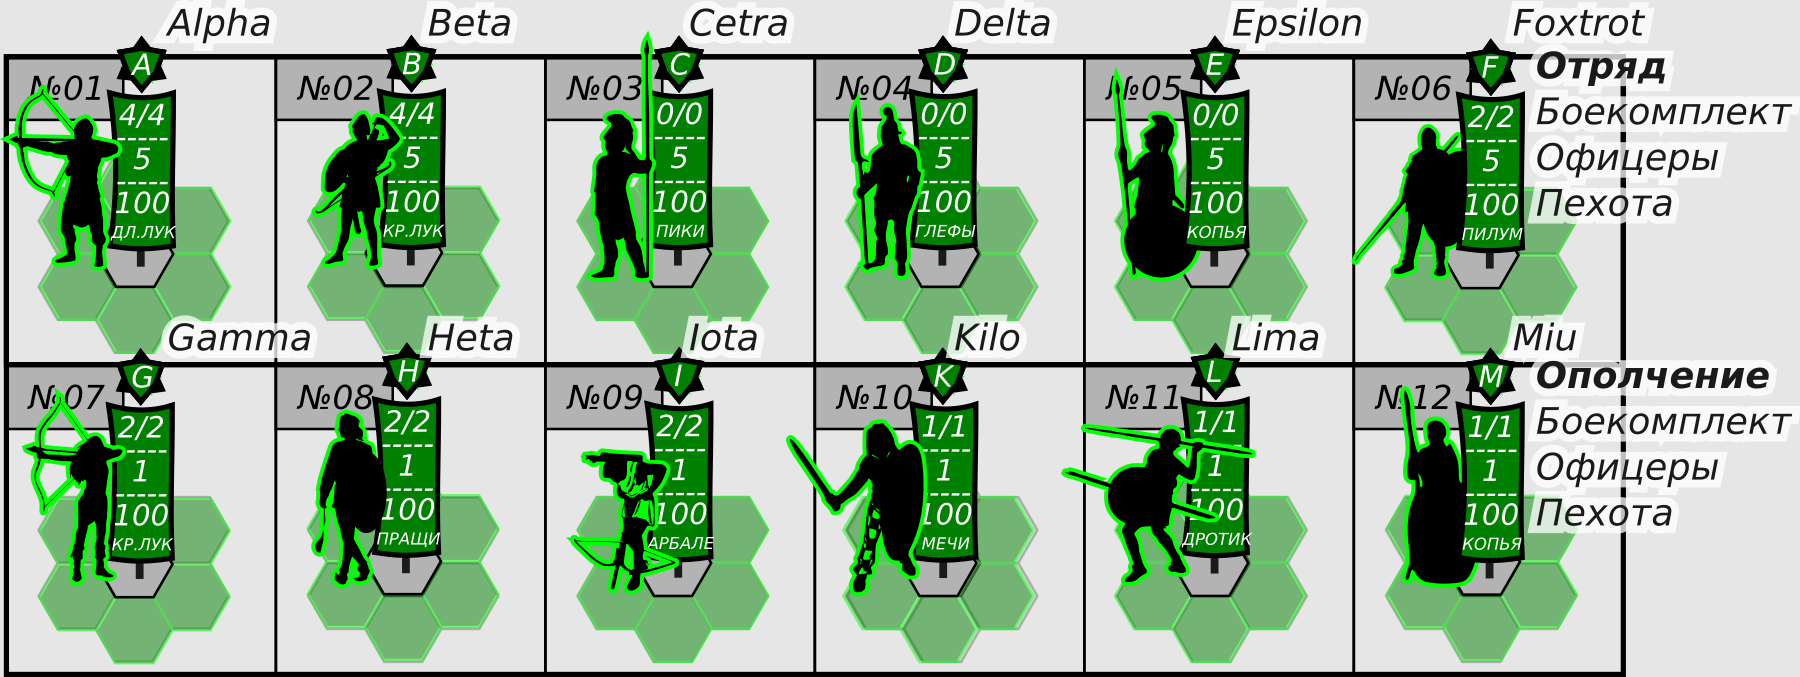 Alpha
Beta
Cetra
Delta
Epsilon
Foxtrot
№01
A
4/4
5
100
ДЛ.ЛУК
№02
B
4/4
5
100
КР.ЛУК
№03
C
0/0
5
100
ПИКИ
№04
D
0/0
5
100
ГЛЕФЫ
№05
E
0/0
5
100
КОПЬЯ
№06
F
2/2
5
100
ПИЛУМ
Отряд
Боекомплект
Офицеры
Пехота
Gamma
Heta
Iota
Kilo
Lima
Miu
№07
G
2/2
1
100
КР.ЛУК
№08
H
2/2
1
100
ПРАЩИ
№09
I
2/2
1
100
АРБАЛЕ
№10
K
1/1
1
100
МЕЧИ
№11
L
1/1
1
100
ДРОТИК
№12
M
1/1
1
100
КОПЬЯ
Ополчение
Боекомплект
Офицеры
Пехота